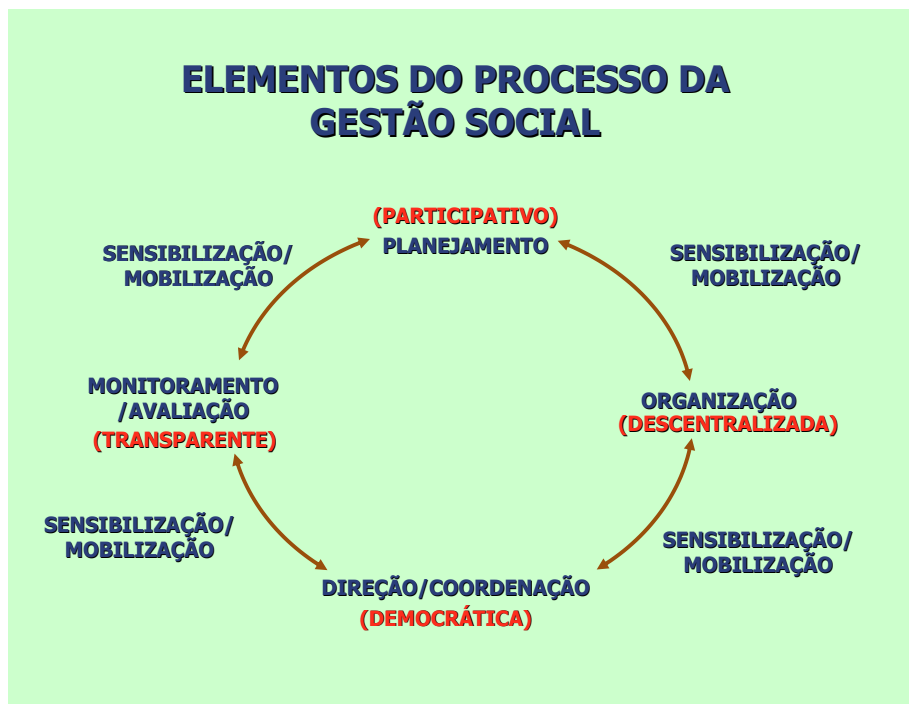 ELEMENTOS DO PROCESSO DA
GESTÃO SOCIAL
(PARTICIPATIVO)
PLANEJAMENTO
SENSIBILIZAÇÃO/
MOBILIZAÇÃO
SENSIBILIZAÇÃO/
MOBILIZAÇÃO
MONITORAMENTO
/AVALIAÇÃO
(TRANSPARENTE)
ORGANIZAÇÃO
(DESCENTRALIZADA)
SENSIBILIZAÇÃO/
MOBILIZAÇÃO
SENSIBILIZAÇÃO/
MOBILIZAÇÃO
DIREÇÃO/COORDENAÇÃO
(DEMOCRÁTICA)